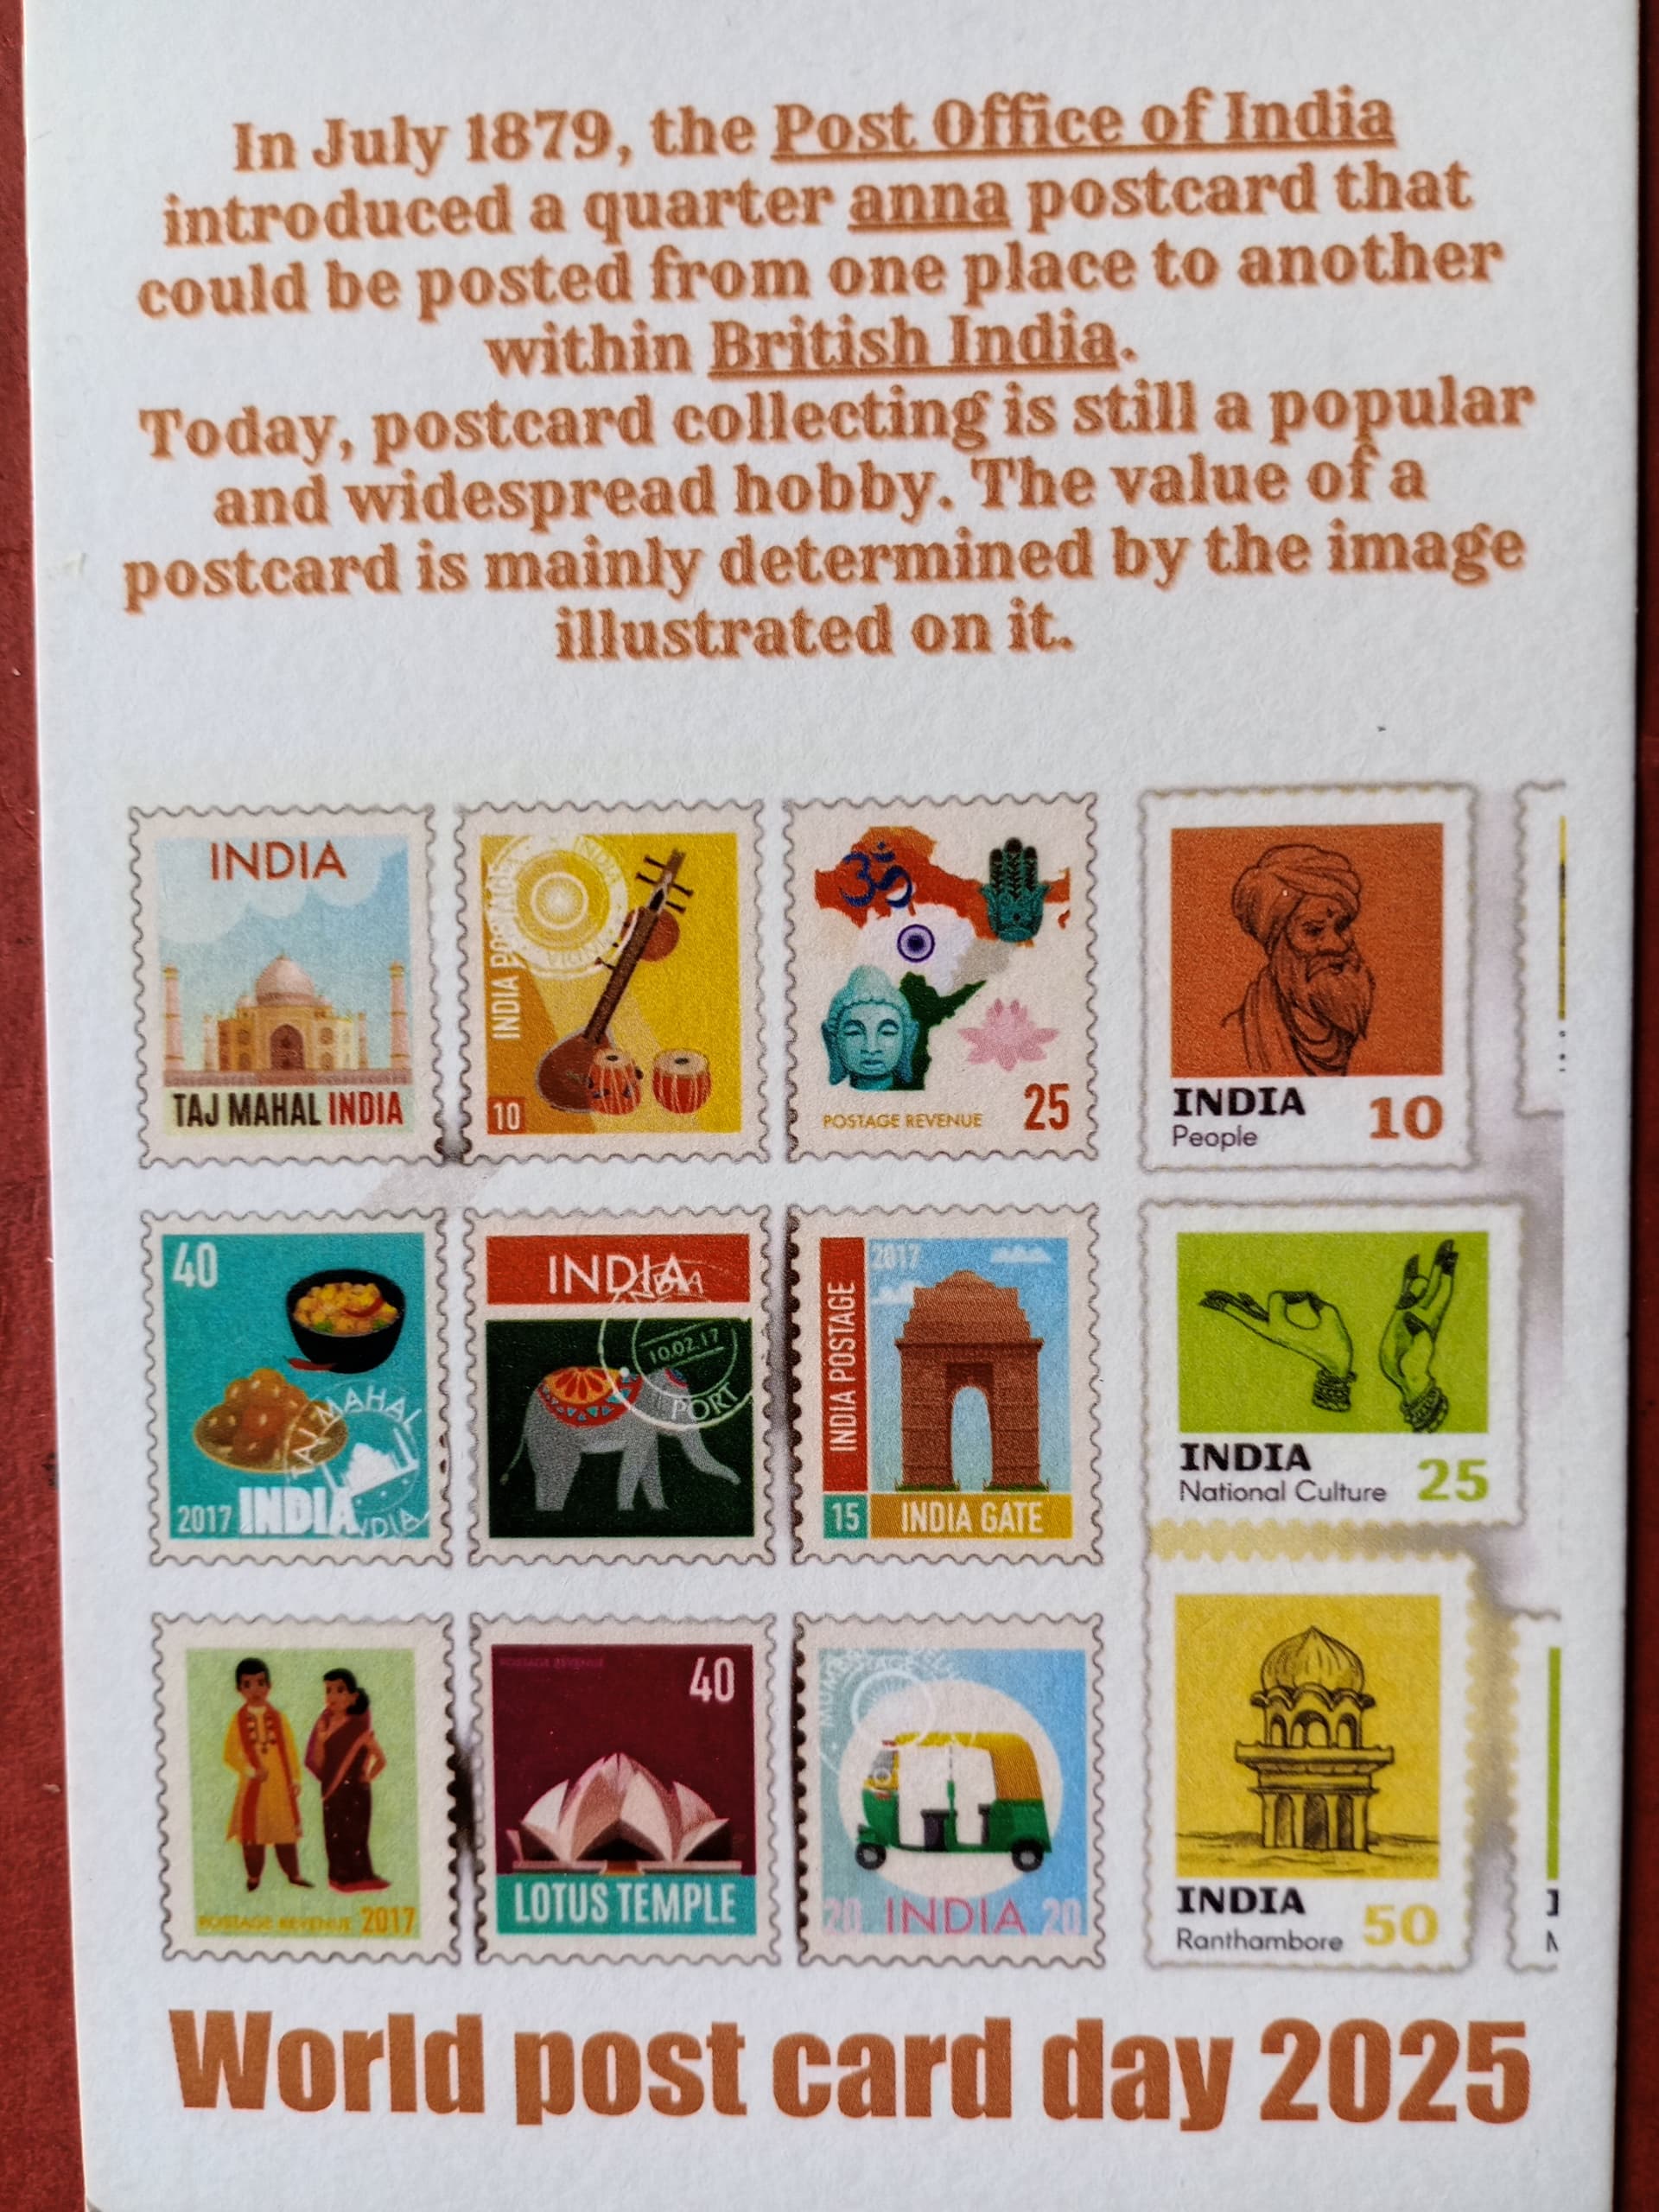 In July 1879, the Post Office of India
introduced a quarter anna postcard that
could be posted from one place to another
within British India.
Today, postcard collecting is still a popular
and widespread hobby. The value of a
postcard is mainly determined by the image
illustrated on it.
INDIA
TAJ MAHAL INDIA
INDIA
10
ॐ
POSTAGE REVENUE 25
INDIA 10
People
40
TAJ MAHAL
2017 INDIA
INDIA
INDIA
10.02.17
PORT
2017
INDIA POSTAGE
15 INDIA GATE
INDIA
National Culture 25
POSTAGE REVENUE 2017
POSTAGE REVENUE
40
LOTUS TEMPLE
20 INDIA 20
INDIA
Ranthambore 50
World post card day 2025